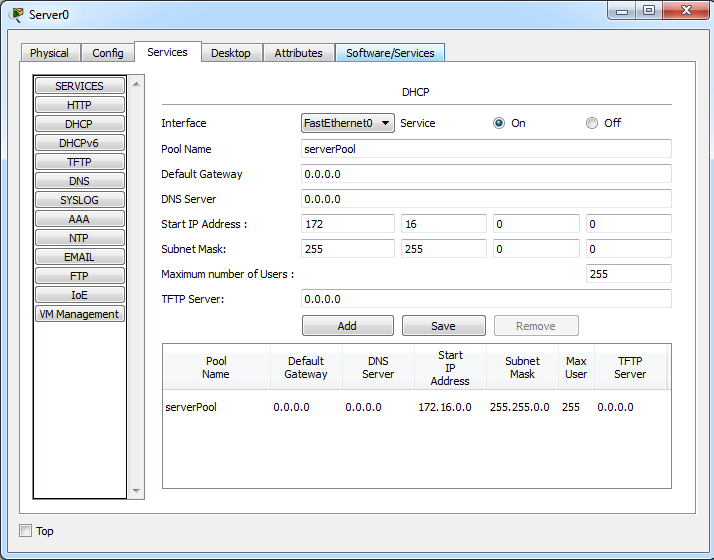 Server0
Physical Config Services Desktop Attributes Software/Services
SERVICES
HTTP
DHCP
DHCPv6
TFTP
DNS
SYSLOG
AAA
NTP
EMAIL
FTP
IoE
VM Management
DHCP
Interface FastEthernet0 Service On Off
Pool Name serverPool
Default Gateway 0.0.0.0
DNS Server 0.0.0.0
Start IP Address : 172 16 0 0
Subnet Mask: 255 255 0 0
Maximum number of Users : 255
TFTP Server: 0.0.0.0
Add Save Remove
Pool Name Default Gateway DNS Server Start IP Address Subnet Mask Max User TFTP Server
serverPool 0.0.0.0 0.0.0.0 172.16.0.0 255.255.0.0 255 0.0.0.0
Top